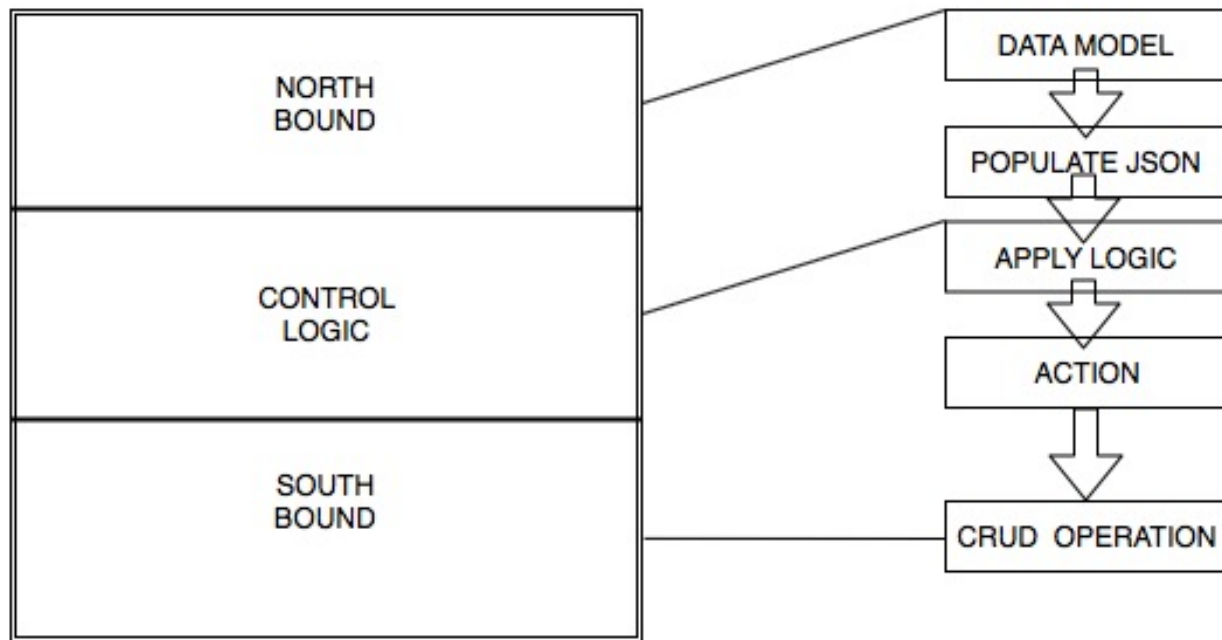 NORTH
BOUND
CONTROL
LOGIC
SOUTH
BOUND
DATA MODEL
POPULATE JSON
APPLY LOGIC
ACTION
CRUD OPERATION